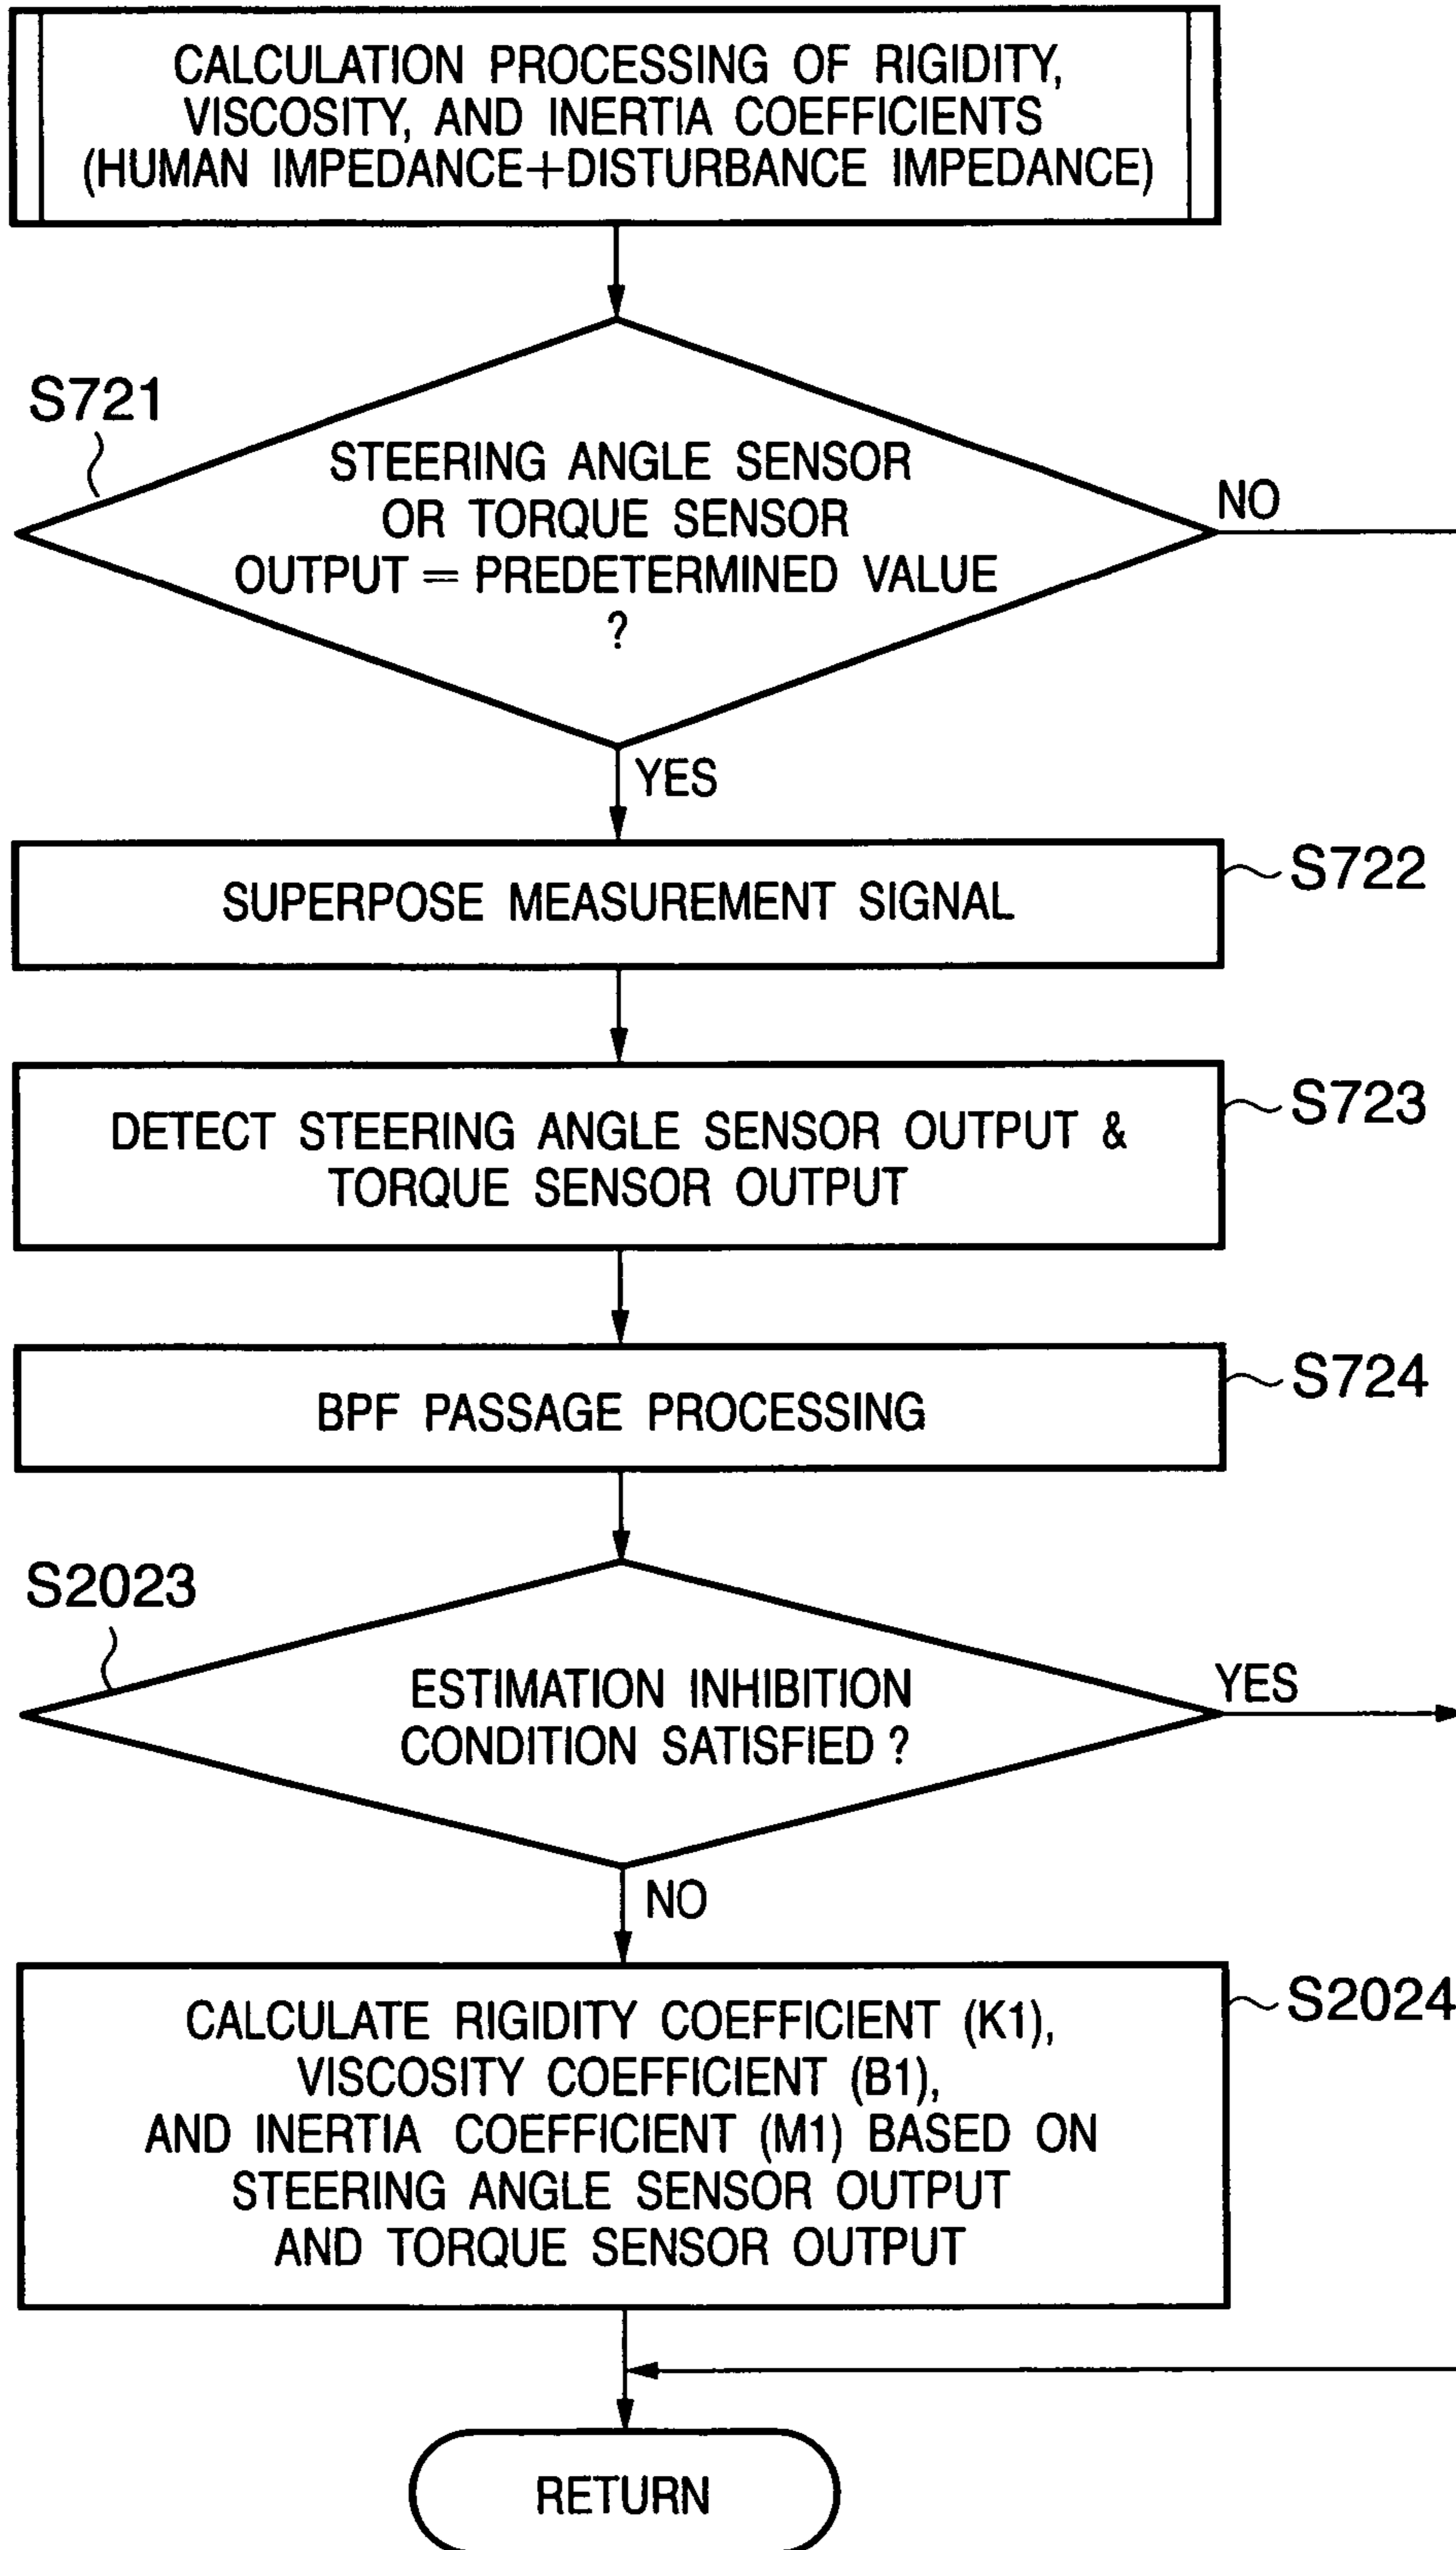 CALCULATION PROCESSING OF RIGIDITY,
VISCOSITY, AND INERTIA COEFFICIENTS
(HUMAN IMPEDANCE+DISTURBANCE IMPEDANCE)
S721
STEERING ANGLE SENSOR
OR TORQUE SENSOR
OUTPUT = PREDETERMINED VALUE
?
NO
YES
SUPERPOSE MEASUREMENT SIGNAL
S722
DETECT STEERING ANGLE SENSOR OUTPUT &
TORQUE SENSOR OUTPUT
S723
BPF PASSAGE PROCESSING
S724
S2023
ESTIMATION INHIBITION
CONDITION SATISFIED ?
YES
NO
CALCULATE RIGIDITY COEFFICIENT (K1),
VISCOSITY COEFFICIENT (B1),
AND INERTIA COEFFICIENT (M1) BASED ON
STEERING ANGLE SENSOR OUTPUT
AND TORQUE SENSOR OUTPUT
S2024
RETURN